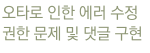 오타로 인한 에러 수정
권한 문제 및 댓글 구현